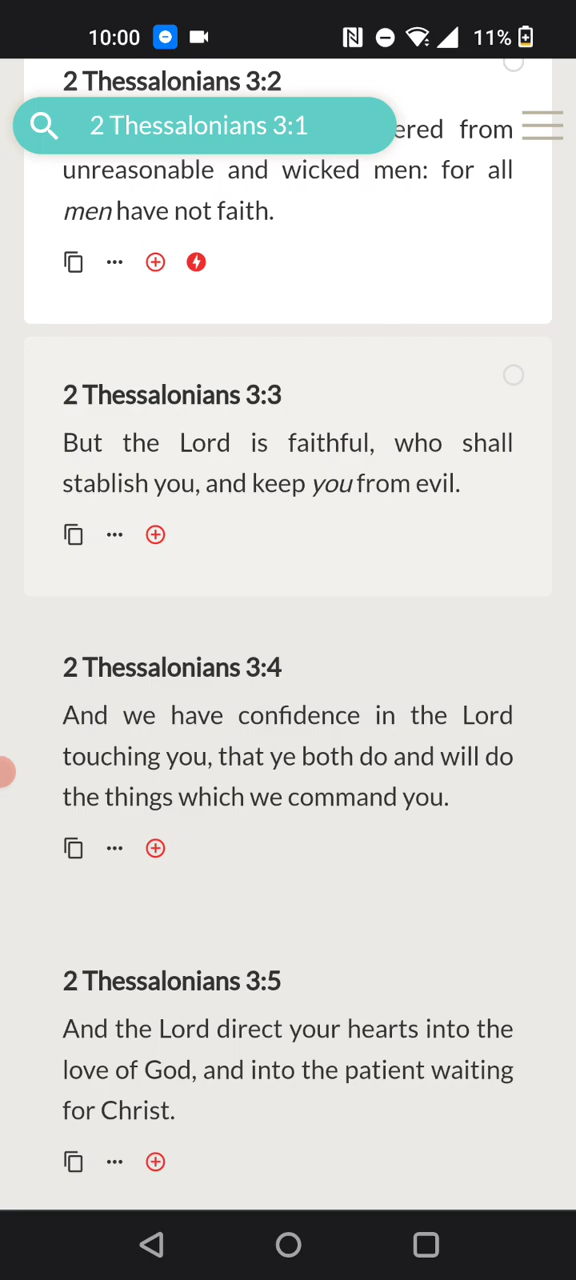 10:00
11%
2 Thessalonians 3:2
2 Thessalonians 3:1
ered from
unreasonable and wicked men: for all
men have not faith.
2 Thessalonians 3:3
But the Lord is faithful, who shall
stablish you, and keep you from evil.
2 Thessalonians 3:4
And we have confidence in the Lord
touching you, that ye both do and will do
the things which we command you.
2 Thessalonians 3:5
And the Lord direct your hearts into the
love of God, and into the patient waiting
for Christ.